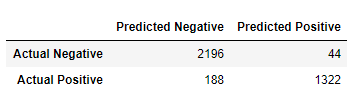 Predicted Negative Predicted Positive
Actual Negative 2196 44
Actual Positive 188 1322